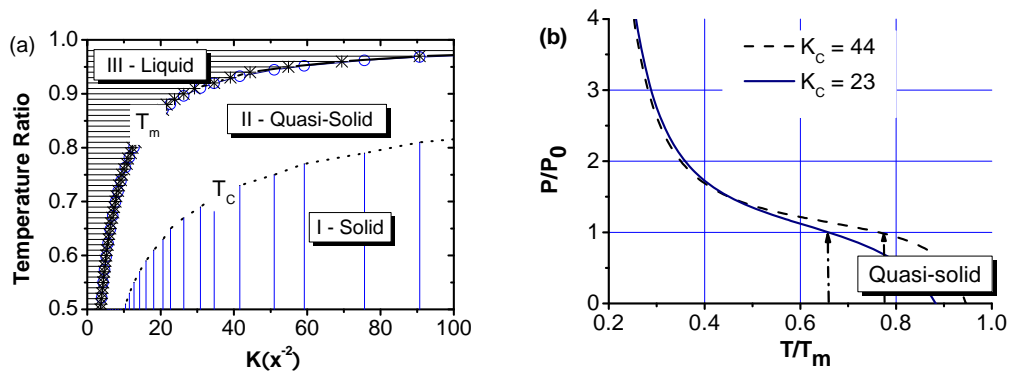 (a)
1.0
0.9
0.8
0.7
0.6
0.5
Temperature Ratio
III - Liquid
T_m
II - Quasi-Solid
T_C
I - Solid
0 20 40 60 80 100
K(x^-2)
(b)
4
3
2
1
0
P/P_0
K_C = 44
K_C = 23
Quasi-solid
0.2 0.4 0.6 0.8 1.0
T/T_m